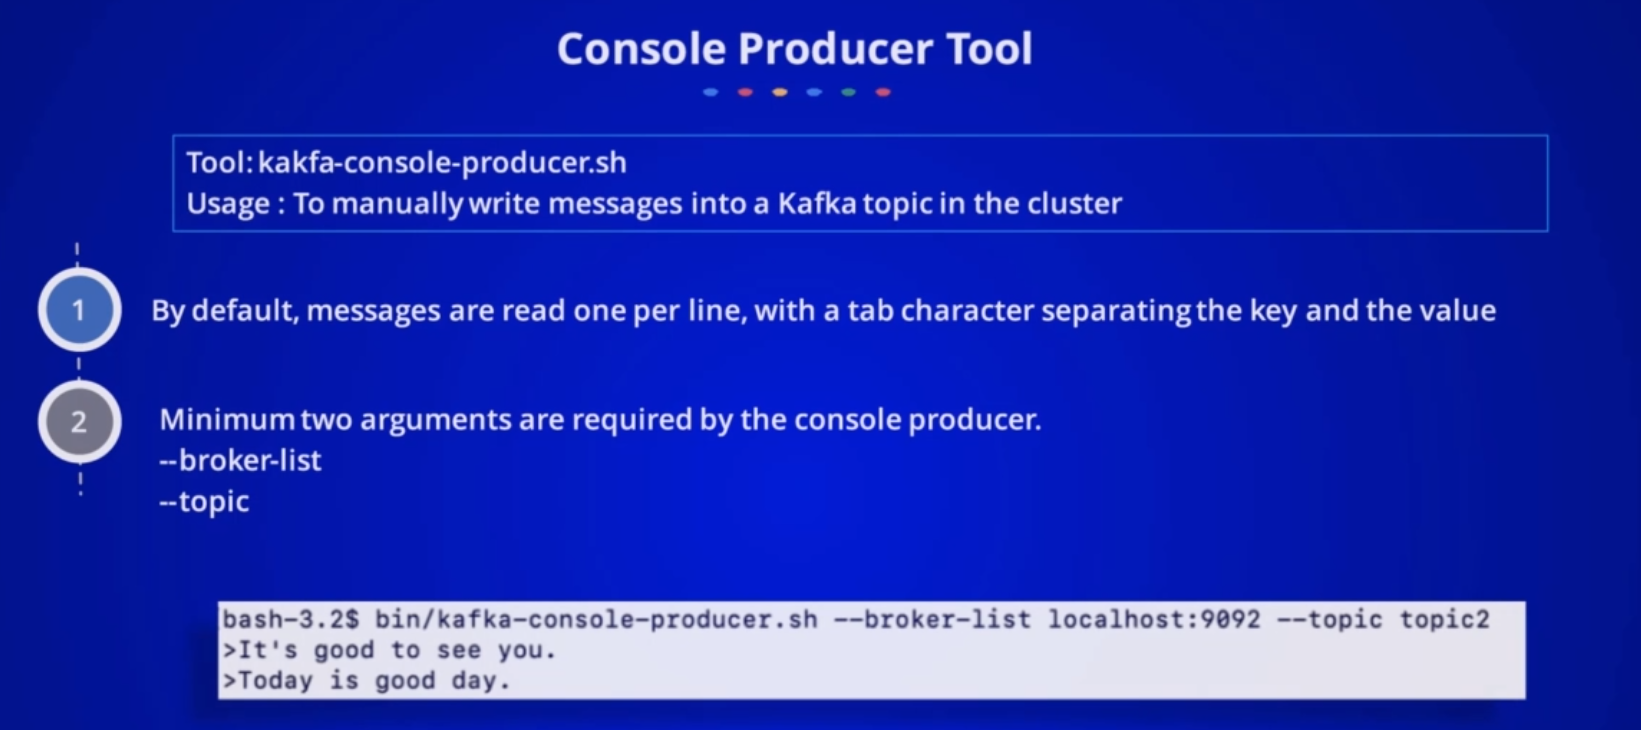 Console Producer Tool
Tool: kakfa-console-producer.sh
Usage : To manually write messages into a Kafka topic in the cluster
1
By default, messages are read one per line, with a tab character separating the key and the value
2
Minimum two arguments are required by the console producer.
--broker-list
--topic
bash-3.2$ bin/kafka-console-producer.sh --broker-list localhost:9092 --topic topic2
>It's good to see you.
>Today is good day.